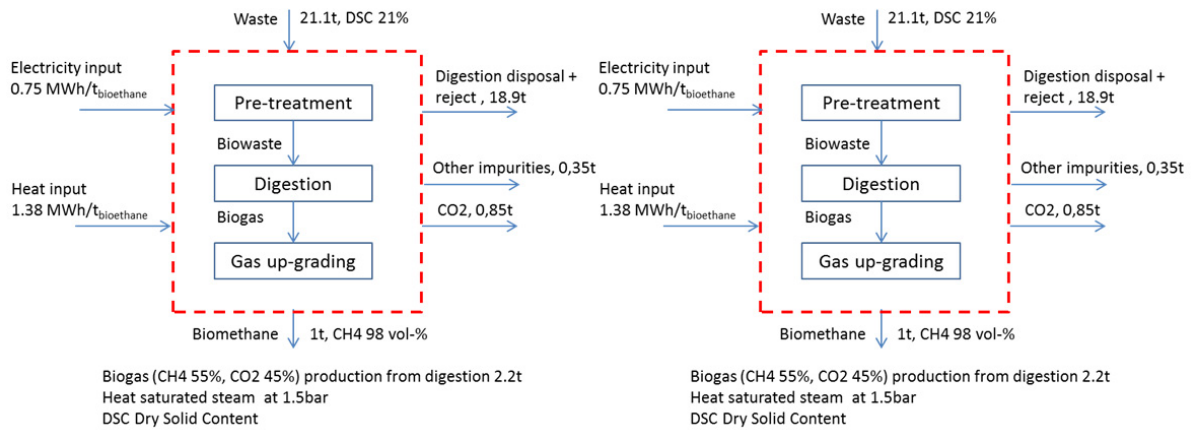 Waste
21.1t, DSC 21%
Electricity input
0.75 MWh/tbioethane
Pre-treatment
Digestion disposal +
reject , 18.9t
Biowaste
Digestion
Other impurities, 0,35t
Heat input
1.38 MWh/tbioethane
Biogas
CO2, 0,85t
Gas up-grading
Biomethane
1t, CH4 98 vol-%
Biogas (CH4 55%, CO2 45%) production from digestion 2.2t
Heat saturated steam at 1.5bar
DSC Dry Solid Content
Waste
21.1t, DSC 21%
Electricity input
0.75 MWh/tbioethane
Pre-treatment
Digestion disposal +
reject , 18.9t
Biowaste
Digestion
Other impurities, 0,35t
Heat input
1.38 MWh/tbioethane
Biogas
CO2, 0,85t
Gas up-grading
Biomethane
1t, CH4 98 vol-%
Biogas (CH4 55%, CO2 45%) production from digestion 2.2t
Heat saturated steam at 1.5bar
DSC Dry Solid Content